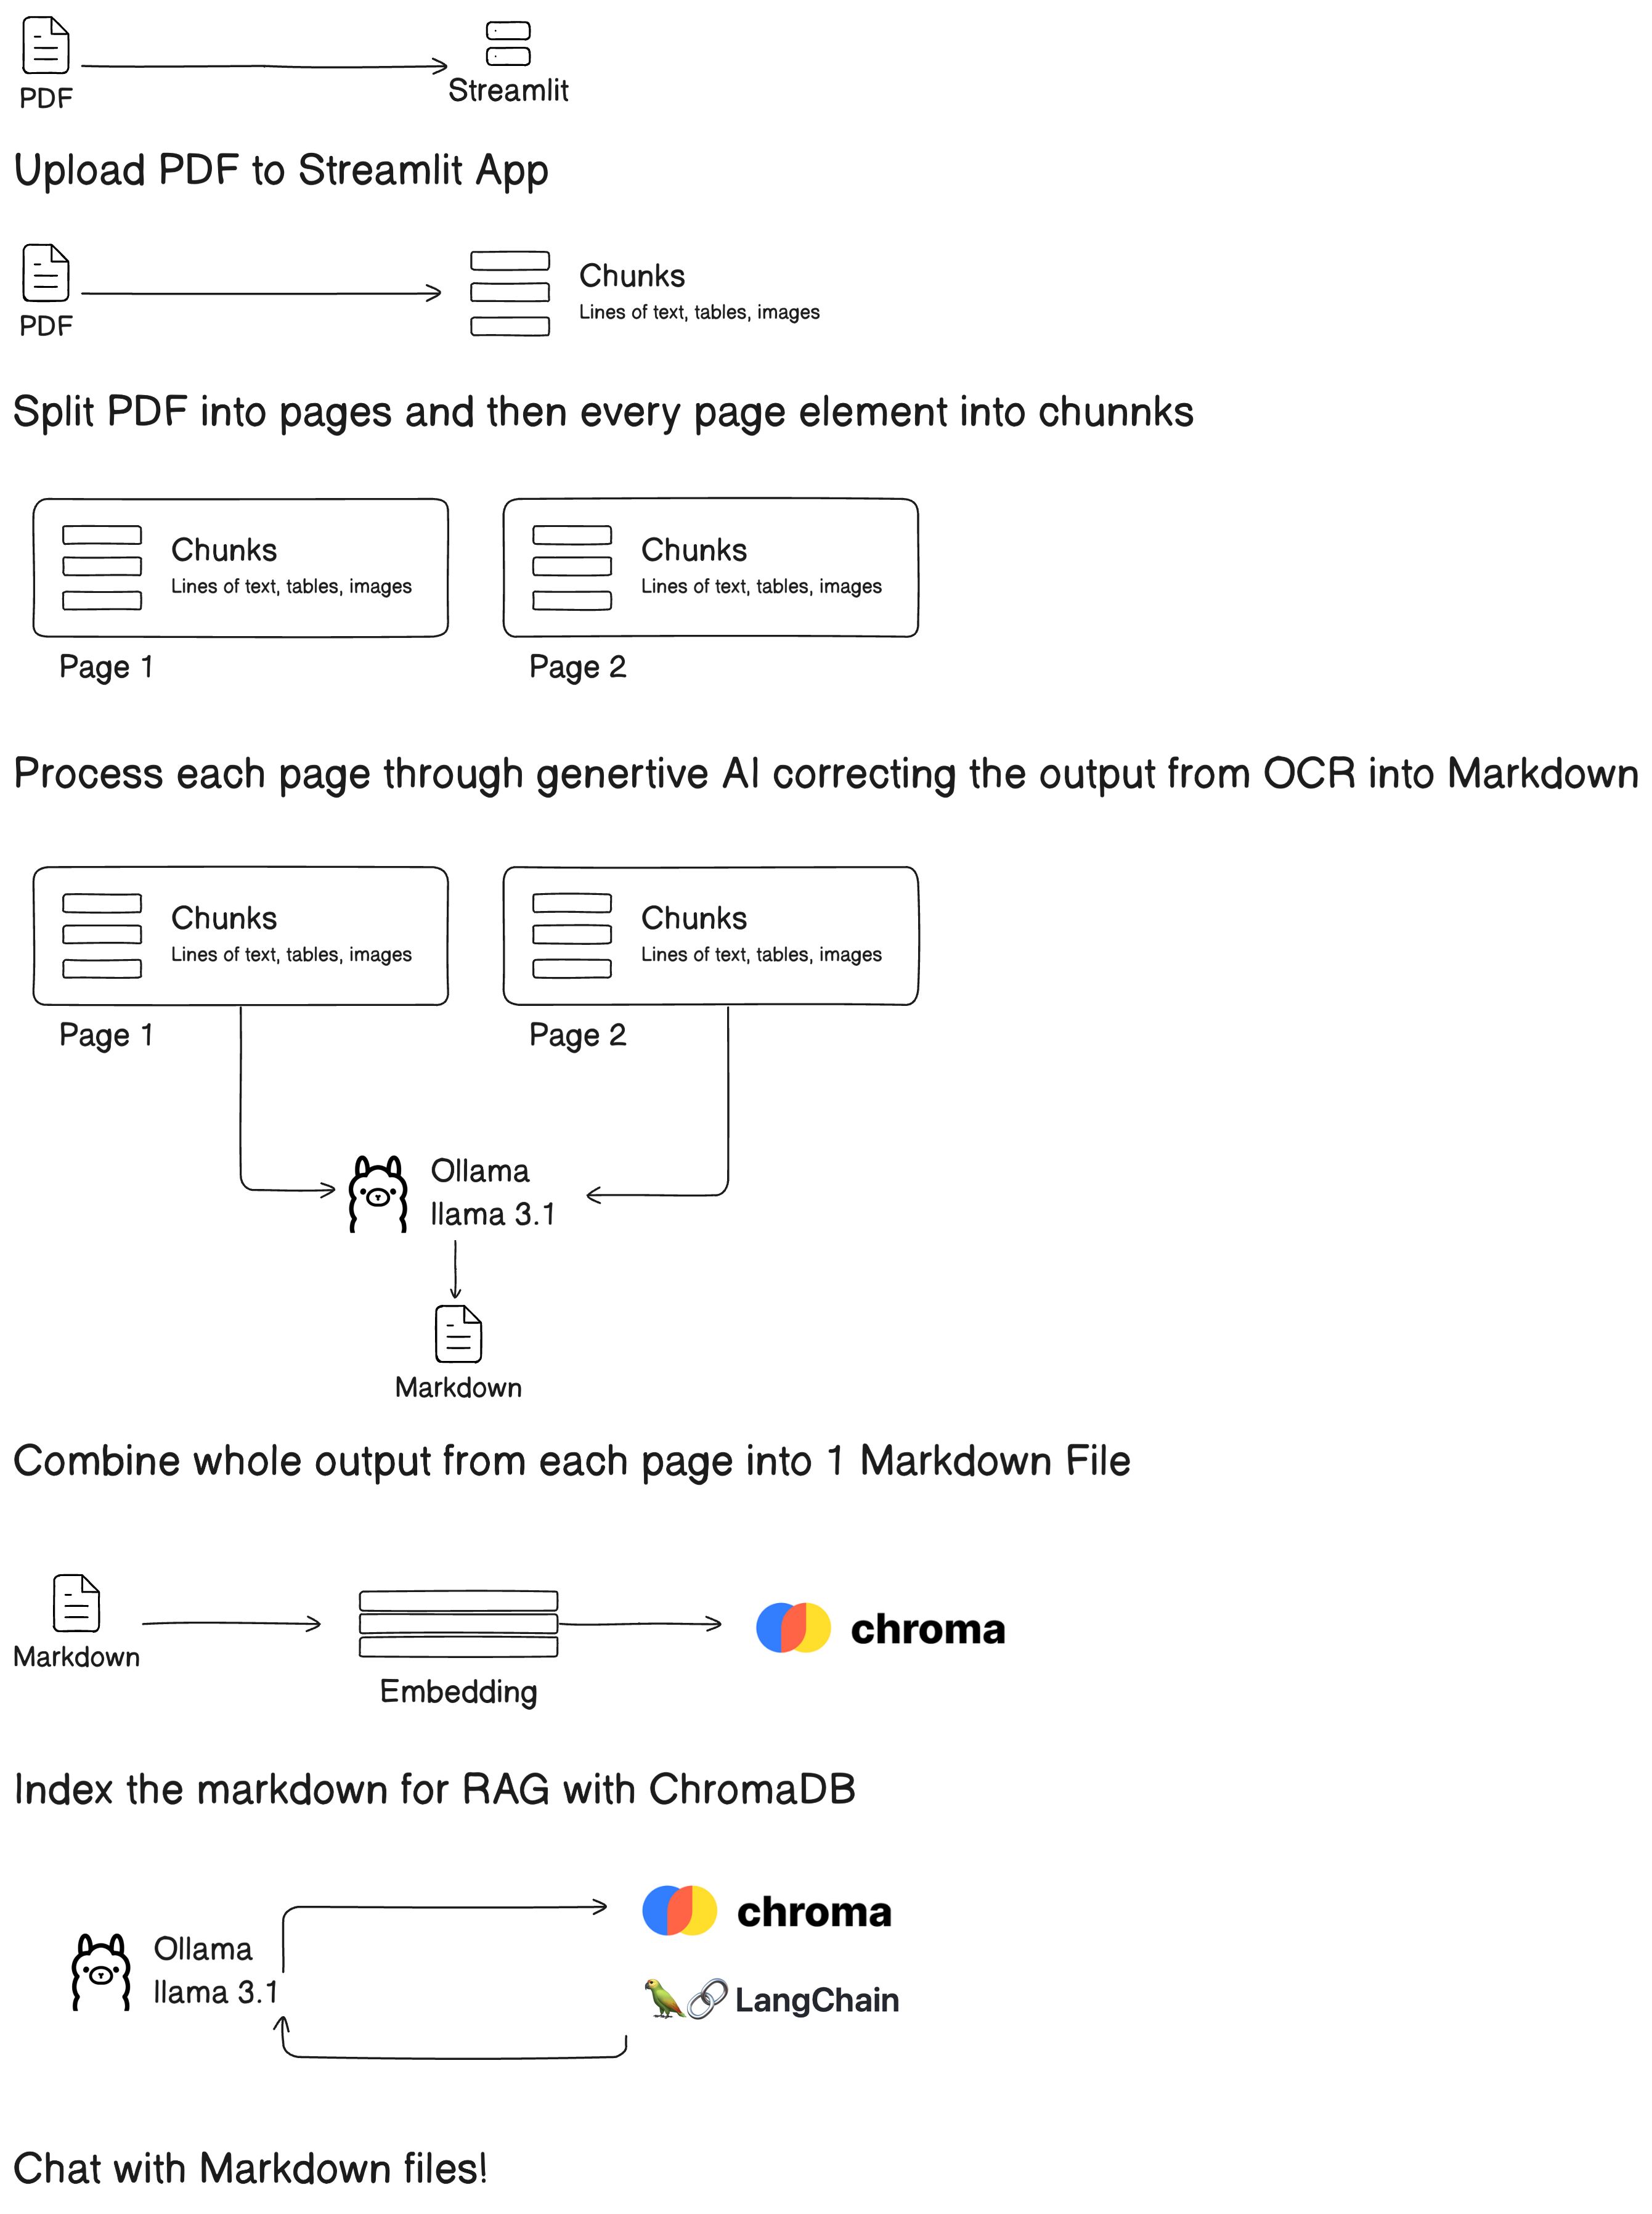 PDF
Streamlit
Upload PDF to Streamlit App
PDF
Chunks
Lines of text, tables, images
Split PDF into pages and then every page element into chunnks
Chunks
Lines of text, tables, images
Page 1
Chunks
Lines of text, tables, images
Page 2
Process each page through genertive AI correcting the output from OCR into Markdown
Chunks
Lines of text, tables, images
Page 1
Chunks
Lines of text, tables, images
Page 2
Ollama
llama 3.1
Markdown
Combine whole output from each page into 1 Markdown File
Markdown
Embedding
chroma
Index the markdown for RAG with ChromaDB
Ollama
llama 3.1
chroma
LangChain
Chat with Markdown files!